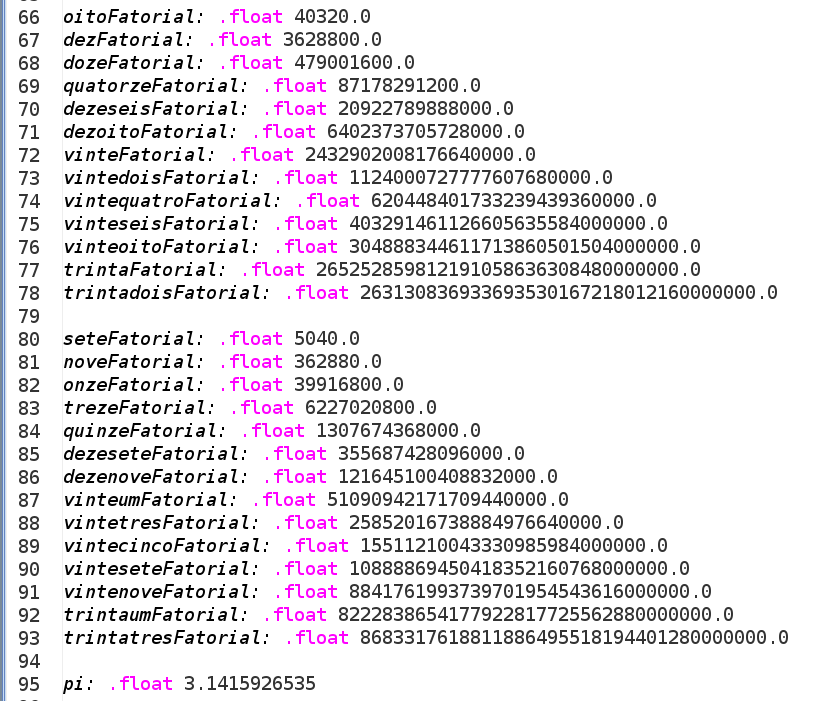 66 oitoFatorial: .float 40320.0
67 dezFatorial: .float 3628800.0
68 dozeFatorial: .float 479001600.0
69 quatorzeFatorial: .float 87178291200.0
70 dezeseisFatorial: .float 20922789888000.0
71 dezoitoFatorial: .float 6402373705728000.0
72 vinteFatorial: .float 2432902008176640000.0
73 vintedoisFatorial: .float 1124000727777607680000.0
74 vintequatroFatorial: .float 620448401733239439360000.0
75 vinteseisFatorial: .float 403291461126605635584000000.0
76 vinteoitoFatorial: .float 304888344611713860501504000000.0
77 trintaFatorial: .float 265252859812191058636308480000000.0
78 trintadoisFatorial: .float 263130836933693530167218012160000000.0
79
80 seteFatorial: .float 5040.0
81 noveFatorial: .float 362880.0
82 onzeFatorial: .float 39916800.0
83 trezeFatorial: .float 6227020800.0
84 quinzeFatorial: .float 1307674368000.0
85 dezeseteFatorial: .float 355687428096000.0
86 dezenoveFatorial: .float 121645100408832000.0
87 vinteumFatorial: .float 51090942171709440000.0
88 vintetresFatorial: .float 25852016738884976640000.0
89 vintecincoFatorial: .float 15511210043330985984000000.0
90 vinteseteFatorial: .float 10888869450418352160768000000.0
91 vintenoveFatorial: .float 8841761993739701954543616000000.0
92 trintaumFatorial: .float 8222838654177922817725562880000000.0
93 trintatresFatorial: .float 8683317618811886495518194401280000000.0
94
95 pi: .float 3.1415926535